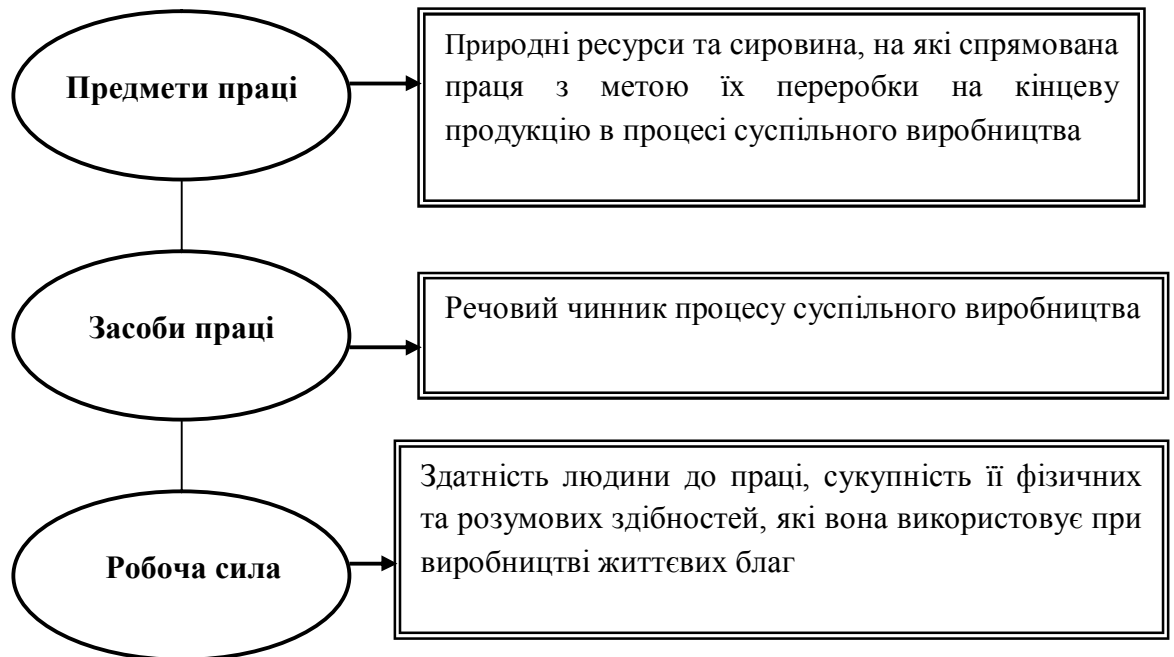 Предмети праці
Природні ресурси та сировина, на які спрямована
праця з метою їх переробки на кінцеву
продукцію в процесі суспільного виробництва
Засоби праці
Речовий чинник процесу суспільного виробництва
Робоча сила
Здатність людини до праці, сукупність її фізичних
та розумових здібностей, які вона використовує при
виробництві життєвих благ